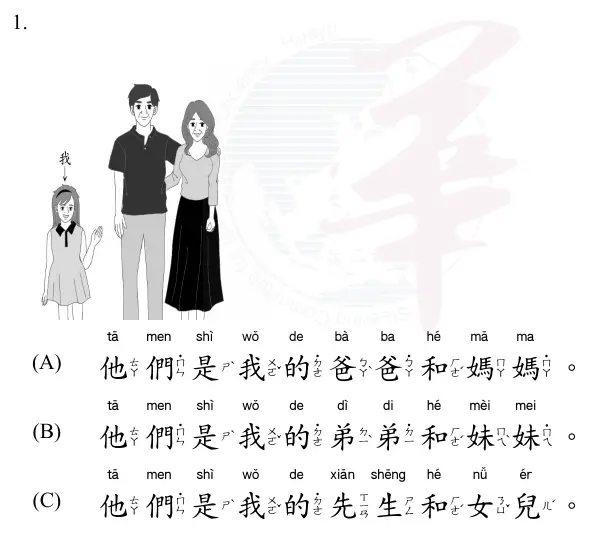 1.
我
tā men shì wǒ de bà ba hé mā ma
(A) 他們是我的爸爸和媽媽。
tā men shì wǒ de dì di hé mèi mei
(B) 他們是我的弟弟和妹妹。
tā men shì wǒ de xiān shēng hé nǚ ér
(C) 他們是我的先生和女兒。